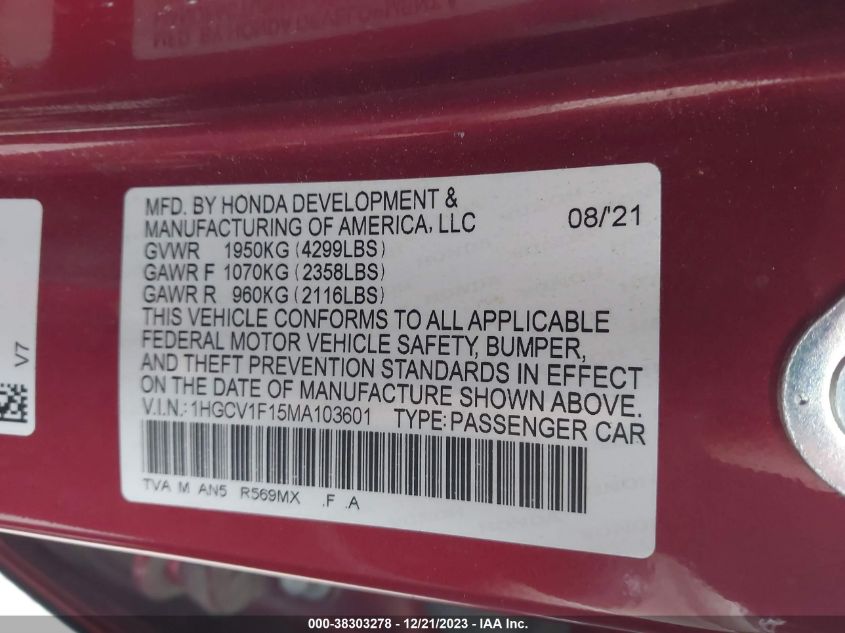 MFD. BY HONDA DEVELOPMENT &
MANUFACTURING OF AMERICA, LLC 08/'21
GVWR 1950KG (4299LBS)
GAWR F 1070KG (2358LBS)
GAWR R 960KG (2116LBS)
THIS VEHICLE CONFORMS TO ALL APPLICABLE
FEDERAL MOTOR VEHICLE SAFETY, BUMPER,
AND THEFT PREVENTION STANDARDS IN EFFECT
ON THE DATE OF MANUFACTURE SHOWN ABOVE.
V.I.N.: 1HGCV1F15MA103601 TYPE: PASSENGER CAR
TVA M AN5 R569MX .F .A
V7
000-38303278 - 12/21/2023 - IAA Inc.